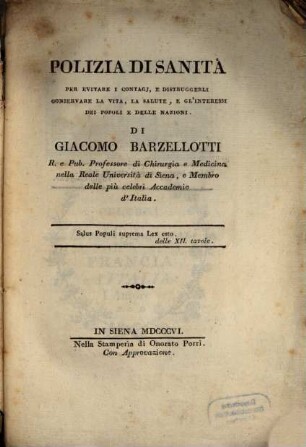 POLIZIA DI SANITÀ
PER EVITARE I CONTAGJ, E DISTRUGGERLI
CONSERVARE LA VITA, LA SALUTE, E GL'INTERESSI
DEI POPOLI E DELLE NAZIONI.
DI
GIACOMO BARZELLOTTI
R. e Pub. Professore di Chirurgia e Medicina
nella Reale Università di Siena, e Membro
delle più celebri Accademie
d'Italia.
Salus Populi suprema Lex esto.
dalle XII. tavole.
IN SIENA MDCCCVI.
Nella Stamperia di Onorato Porri.
Con Approvazione.